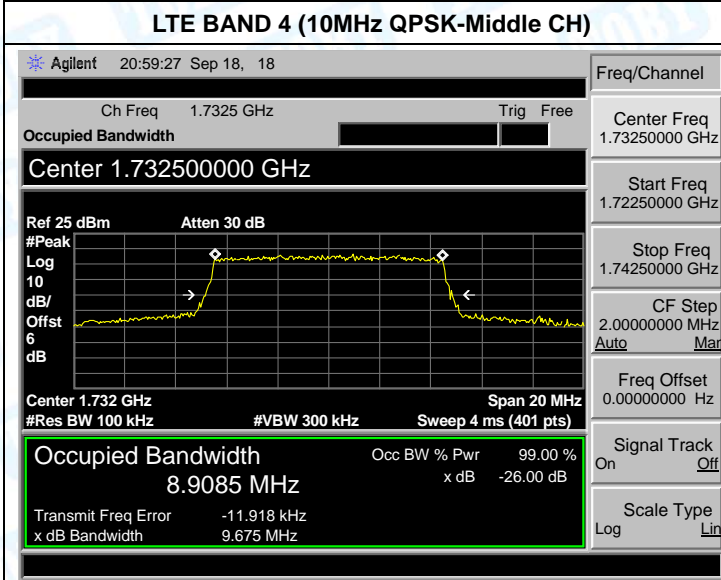 LTE BAND 4 (10MHz QPSK-Middle CH)
Agilent 20:59:27 Sep 18, 18
Freq/Channel
Ch Freq 1.7325 GHz Trig Free
Occupied Bandwidth
Center 1.732500000 GHz
Ref 25 dBm Atten 30 dB
#Peak
Log
10
dB/
Offst
6
dB
Center 1.732 GHz Span 20 MHz
#Res BW 100 kHz #VBW 300 kHz Sweep 4 ms (401 pts)
Occupied Bandwidth Occ BW % Pwr 99.00 %
8.9085 MHz x dB -26.00 dB
Transmit Freq Error -11.918 kHz
x dB Bandwidth 9.675 MHz
Center Freq
1.73250000 GHz
Start Freq
1.72250000 GHz
Stop Freq
1.74250000 GHz
CF Step
2.00000000 MHz
Auto Man
Freq Offset
0.00000000 Hz
Signal Track
On Off
Scale Type
Log Lin